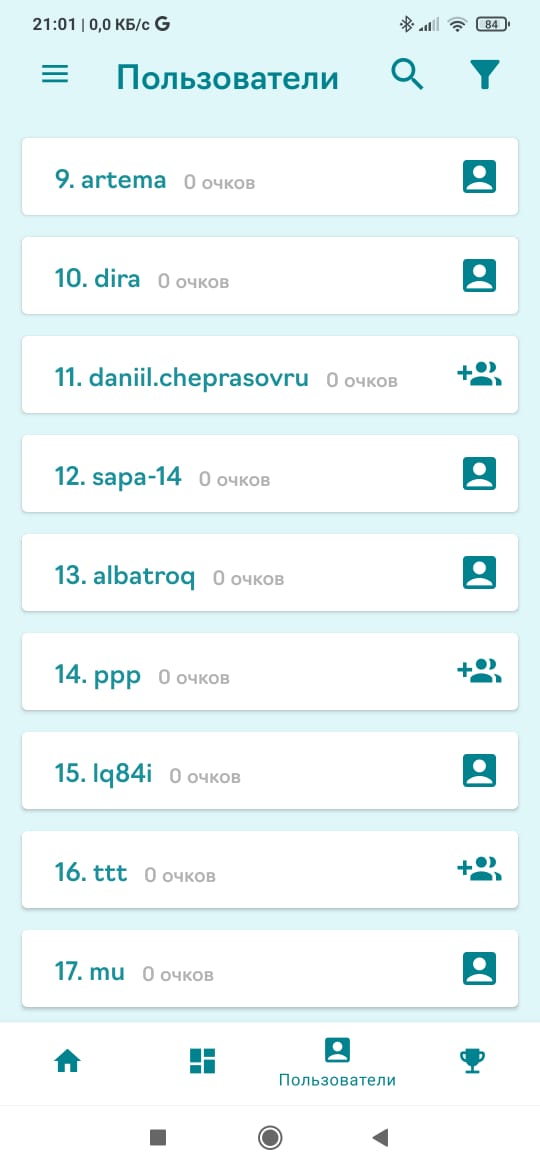 21:01 | 0,0 КБ/с G
84
Пользователи
9. artema 0 очков
10. dira 0 очков
11. daniil.cheprasovru 0 очков
12. sapa-14 0 очков
13. albatroq 0 очков
14. ppp 0 очков
15. lq84i 0 очков
16. ttt 0 очков
17. mu 0 очков
Пользователи